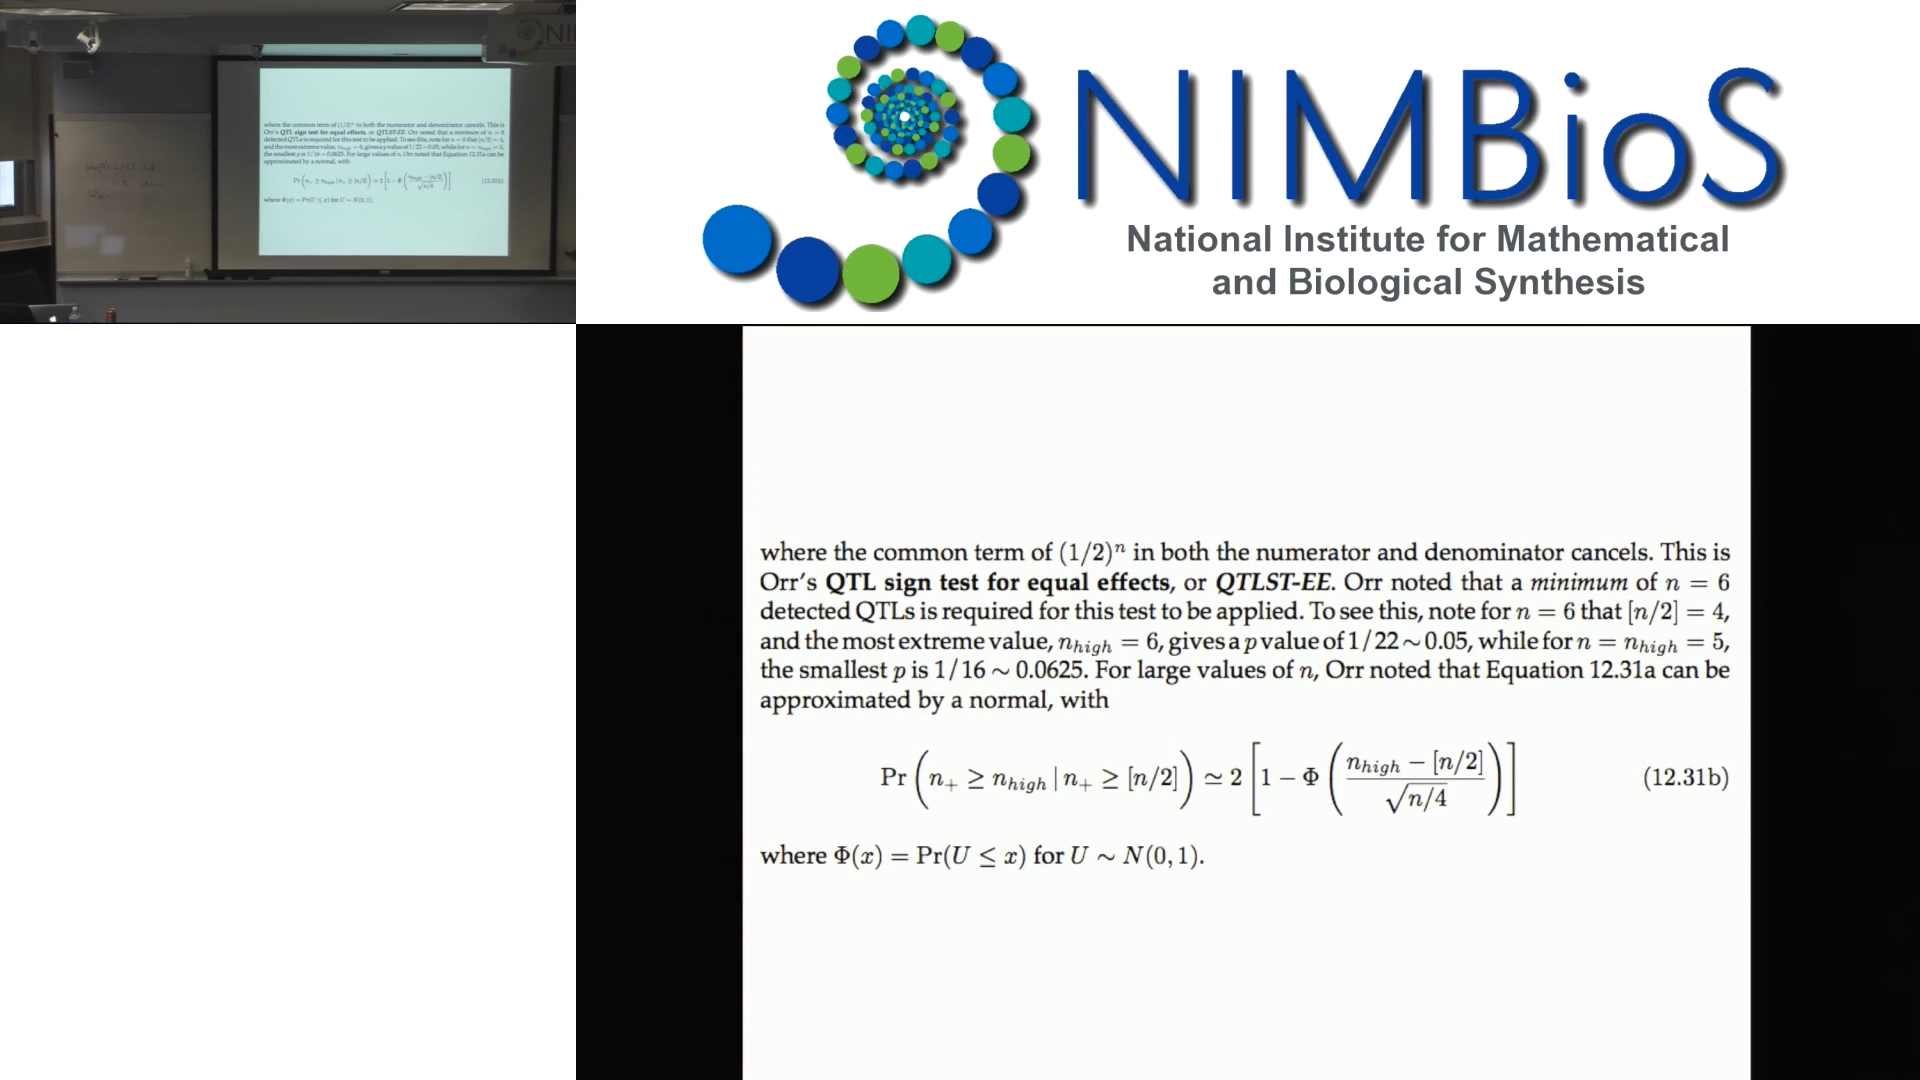 NIMBioS
National Institute for Mathematical
and Biological Synthesis
where the common term of (1/2)ⁿ in both the numerator and denominator cancels. This is
Orr's QTL sign test for equal effects, or QTLST-EE. Orr noted that a minimum of n = 6
detected QTLs is required for this test to be applied. To see this, note for n = 6 that [n/2] = 4,
and the most extreme value, n_high = 6, gives a p value of 1/22 ~ 0.05, while for n = n_high = 5,
the smallest p is 1/16 ~ 0.0625. For large values of n, Orr noted that Equation 12.31a can be
approximated by a normal, with
Pr(n₊ ≥ n_high | n₊ ≥ [n/2]) ≃ 2[1 − Φ((n_high − [n/2])/√(n/4))] (12.31b)
where Φ(x) = Pr(U ≤ x) for U ~ N(0, 1).